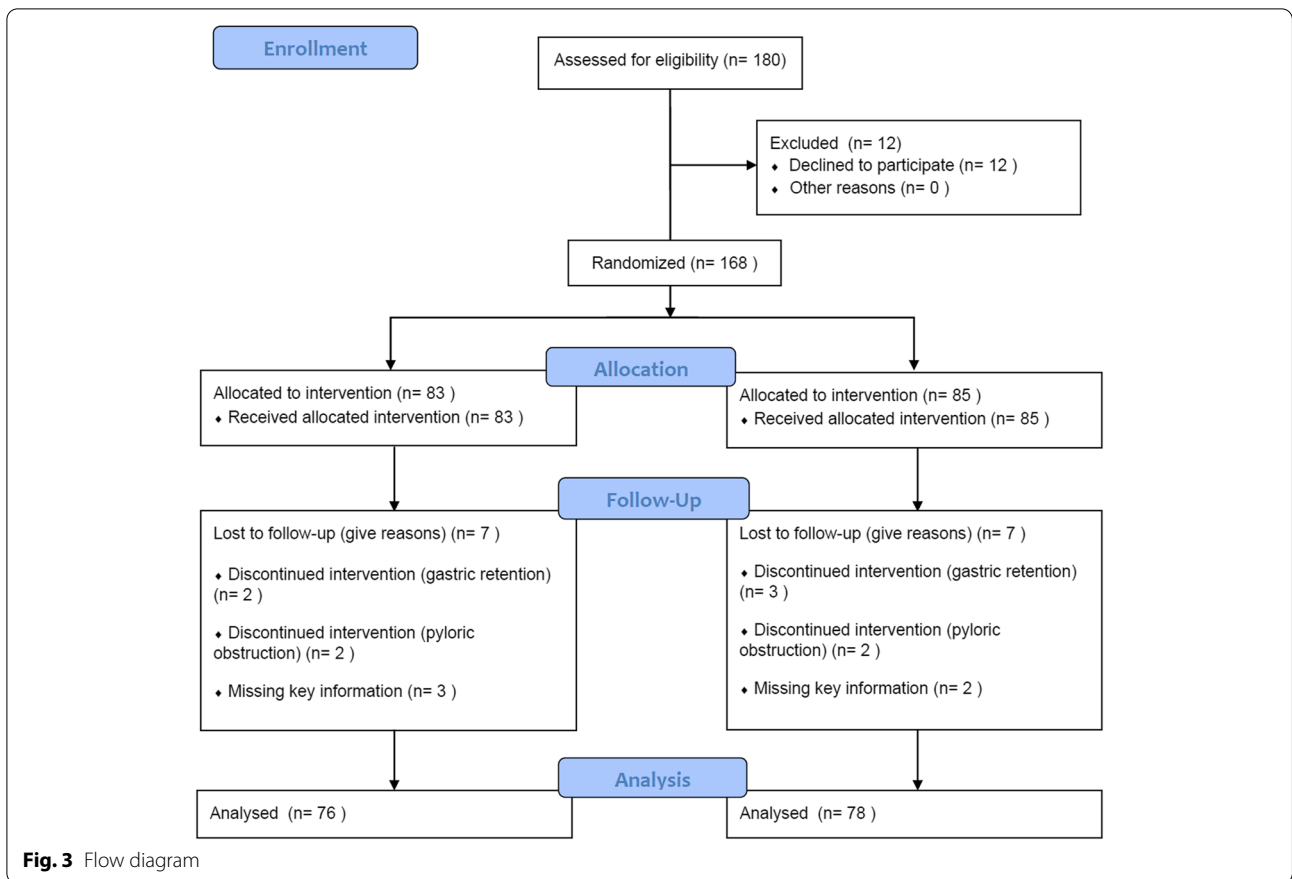 Enrollment
Assessed for eligibility (n= 180)
Excluded (n= 12)
⬧ Declined to participate (n= 12 )
⬧ Other reasons (n= 0 )
Randomized (n= 168 )
Allocation
Allocated to intervention (n= 83 )
⬧ Received allocated intervention (n= 83 )
Allocated to intervention (n= 85 )
⬧ Received allocated intervention (n= 85 )
Follow-Up
Lost to follow-up (give reasons) (n= 7 )
⬧ Discontinued intervention (gastric retention)
(n= 2 )
⬧ Discontinued intervention (pyloric
obstruction) (n= 2 )
⬧ Missing key information (n= 3 )
Lost to follow-up (give reasons) (n= 7 )
⬧ Discontinued intervention (gastric retention)
(n= 3 )
⬧ Discontinued intervention (pyloric
obstruction) (n= 2 )
⬧ Missing key information (n= 2 )
Analysis
Analysed (n= 76 )
Analysed (n= 78 )
Fig. 3 Flow diagram